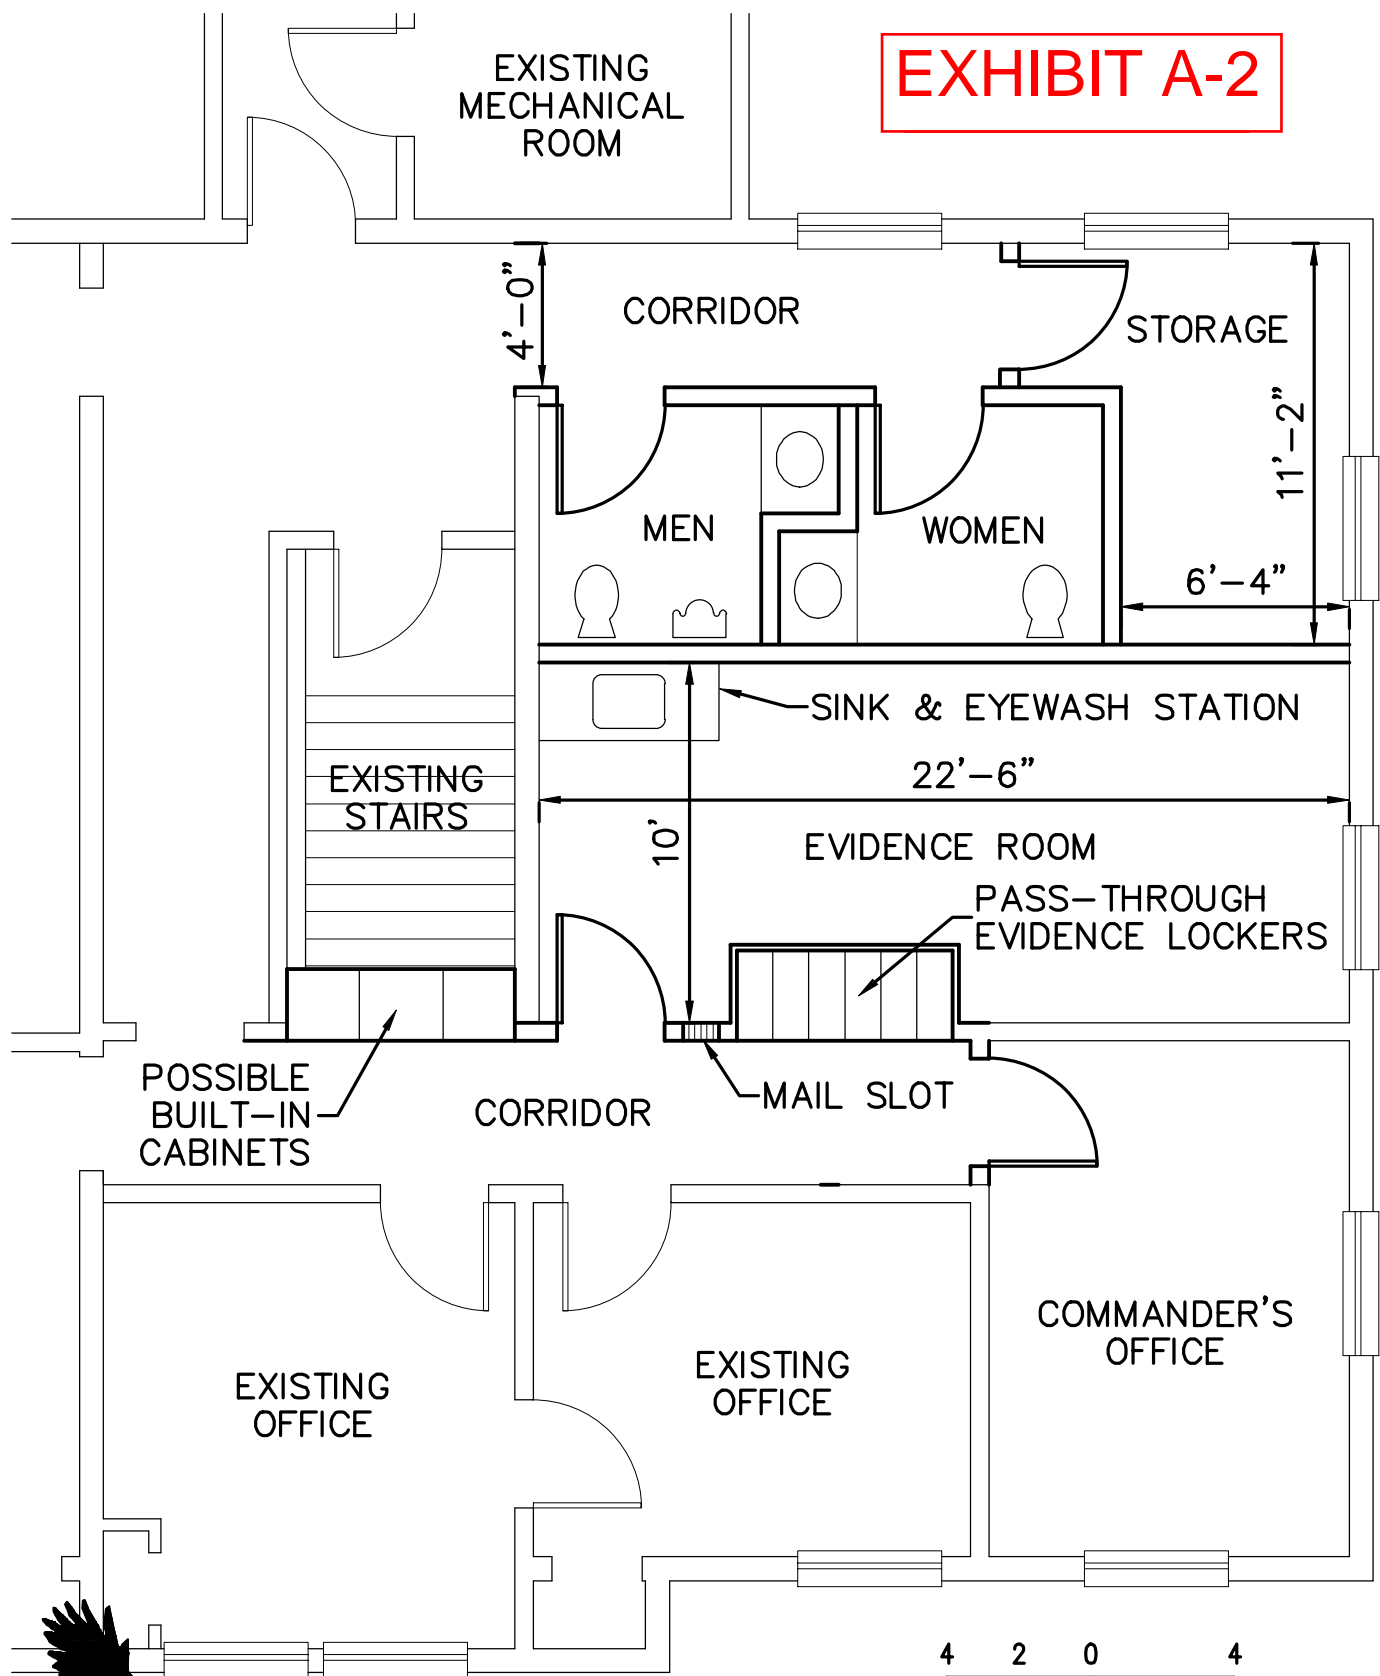 EXHIBIT A-2
EXISTING
MECHANICAL
ROOM
4'-0"
CORRIDOR
STORAGE
11'-2"
MEN
WOMEN
6'-4"
SINK & EYEWASH STATION
22'-6"
EXISTING
STAIRS
10'
EVIDENCE ROOM
PASS-THROUGH
EVIDENCE LOCKERS
POSSIBLE
BUILT-IN
CABINETS
CORRIDOR
MAIL SLOT
COMMANDER'S
OFFICE
EXISTING
OFFICE
EXISTING
OFFICE
4 2 0 4